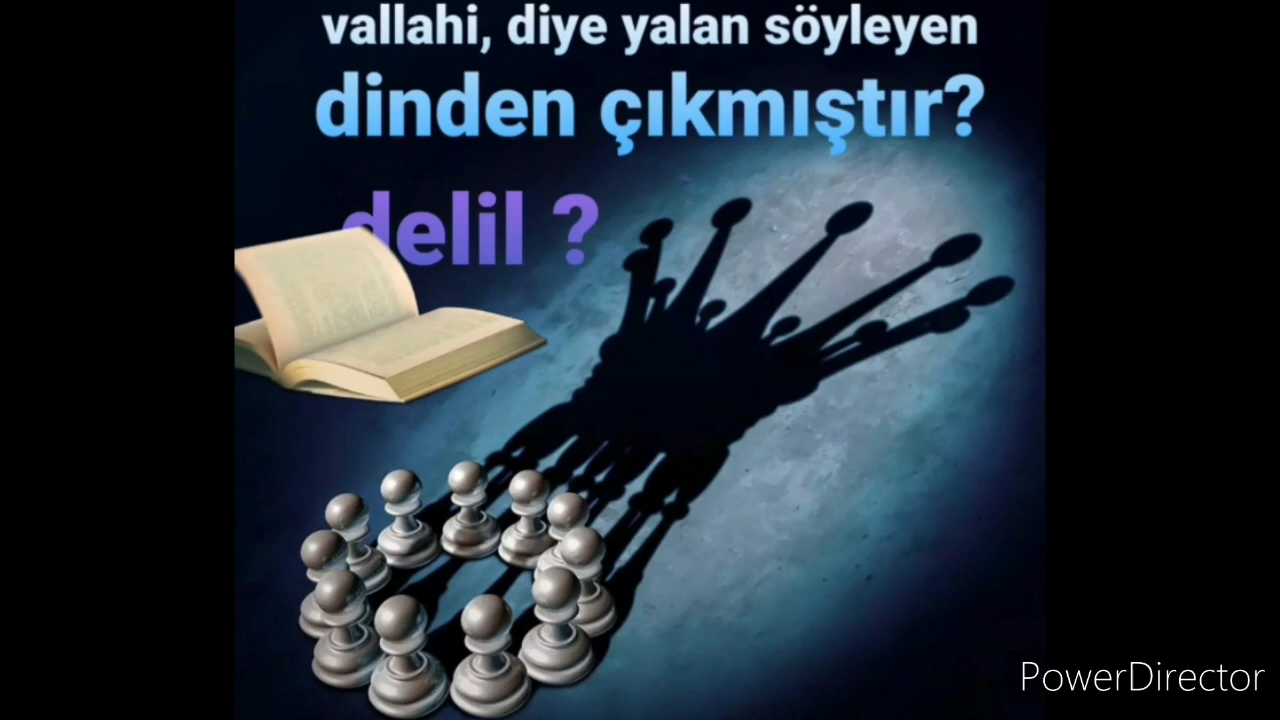 vallahi, diye yalan söyleyen
dinden çıkmıştır?
delil ?
PowerDirector